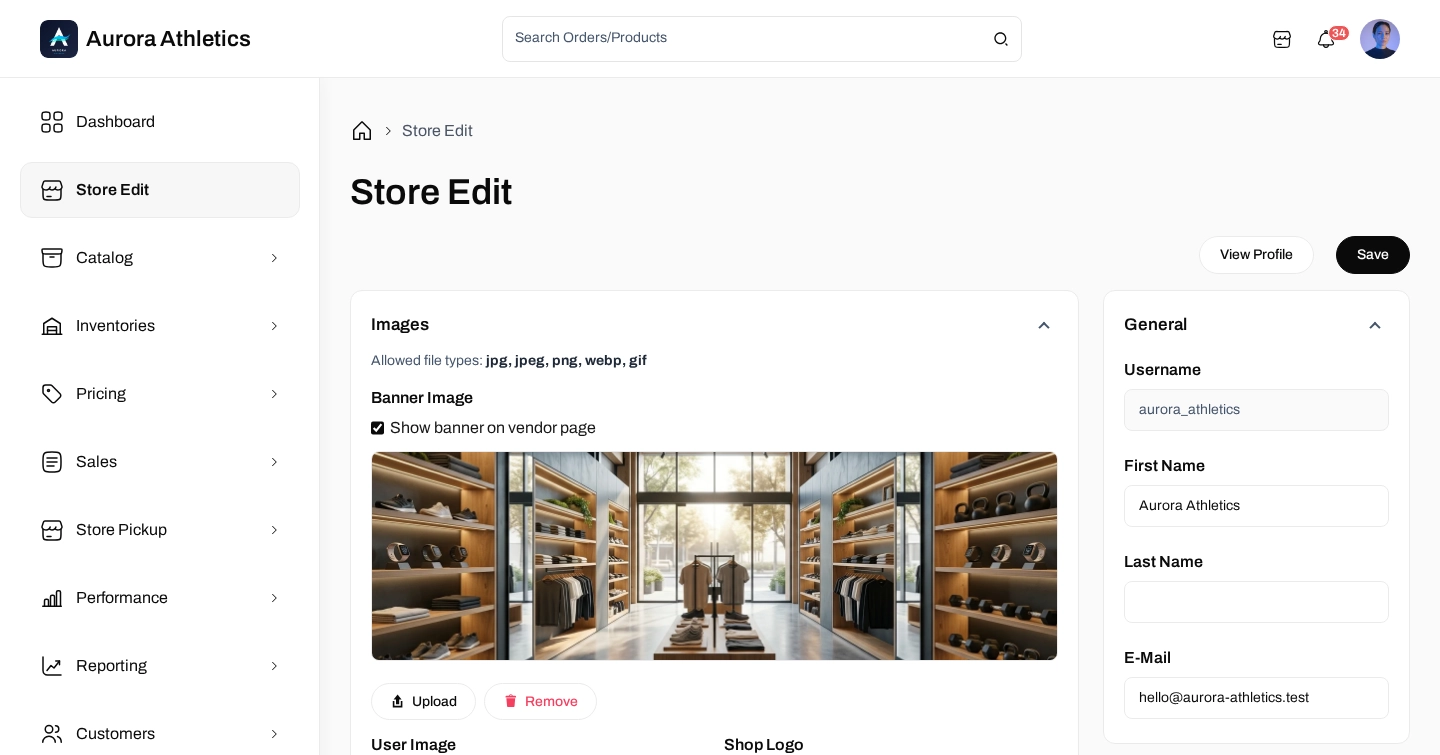 Aurora Athletics
Search Orders/Products
34
Dashboard
Store Edit
Catalog
Inventories
Pricing
Sales
Store Pickup
Performance
Reporting
Customers
Store Edit
Store Edit
View Profile
Save
Images
Allowed file types: jpg, jpeg, png, webp, gif
Banner Image
Show banner on vendor page
Upload
Remove
User Image
Shop Logo
General
Username
aurora_athletics
First Name
Aurora Athletics
Last Name
E-Mail
hello@aurora-athletics.test